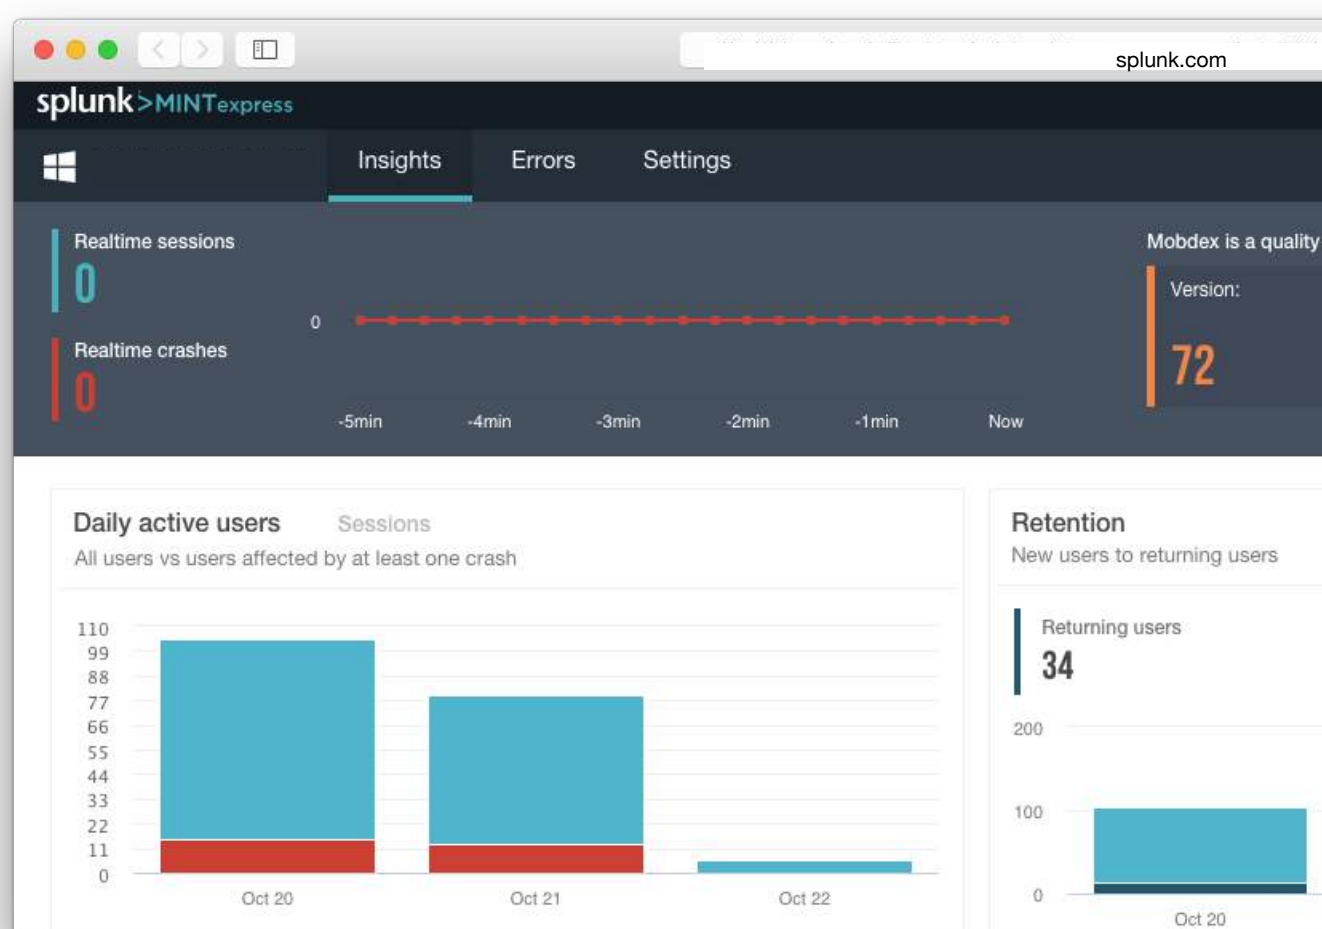 splunk.com
splunk>MINTexpress
Insights
Errors
Settings
Realtime sessions
0
Realtime crashes
0
0
-5min
-4min
-3min
-2min
-1min
Now
Mobdex is a quality
Version:
72
Daily active users
Sessions
All users vs users affected by at least one crash
110
99
88
77
66
55
44
33
22
11
0
Oct 20
Oct 21
Oct 22
Retention
New users to returning users
Returning users
34
200
100
0
Oct 20